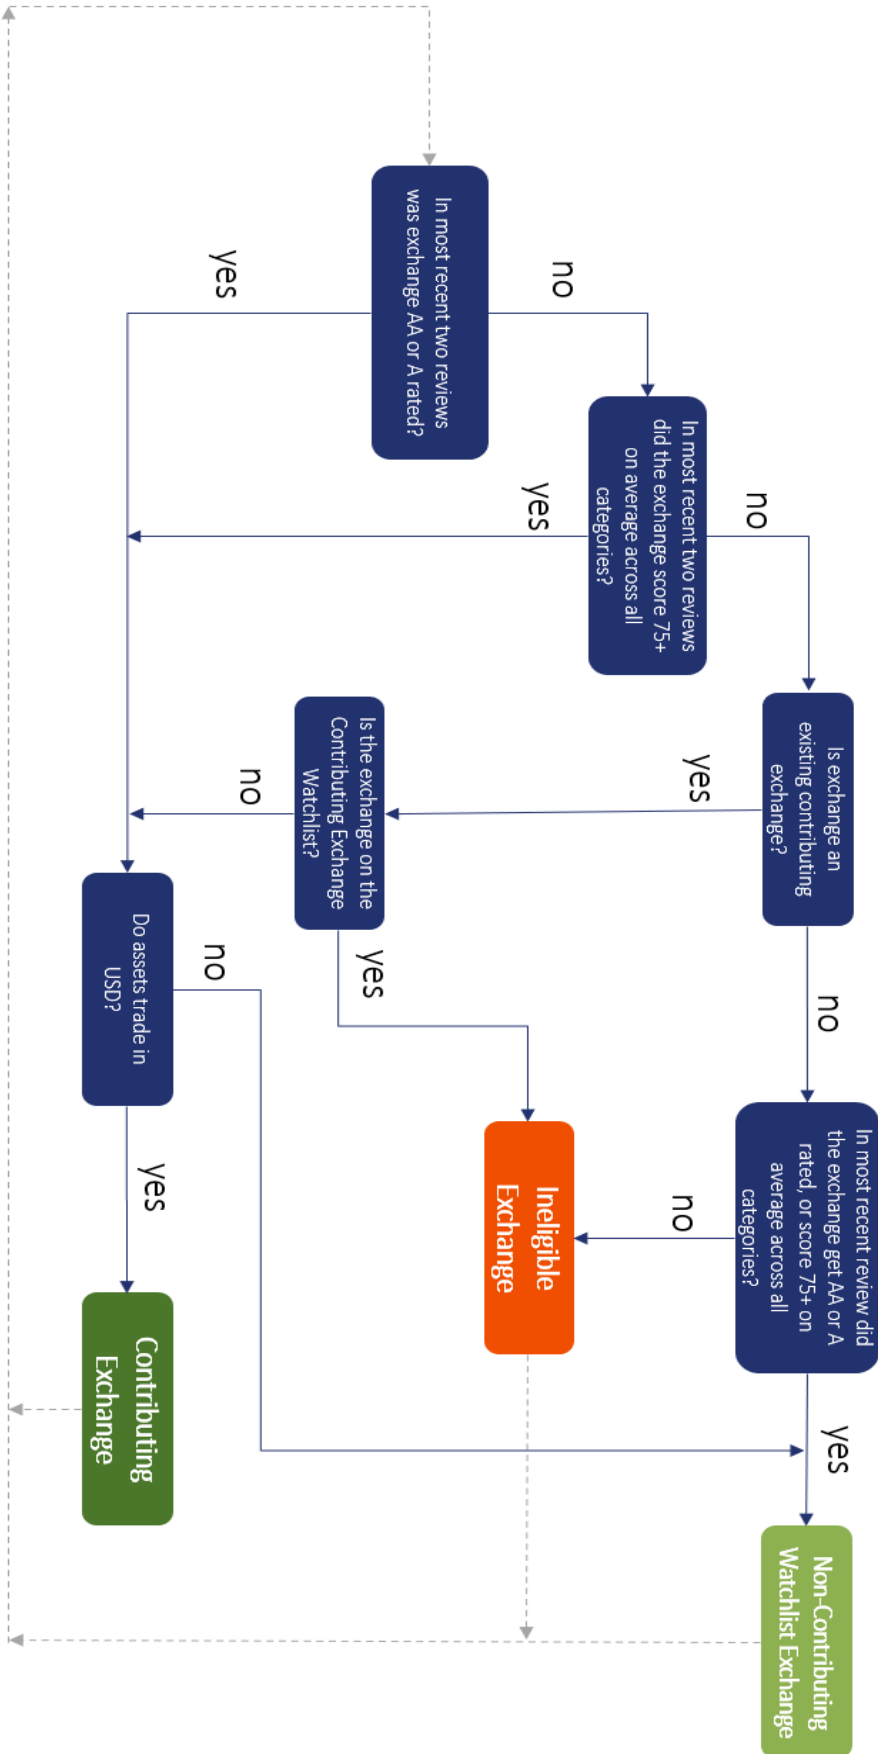 In most recent two reviews
was exchange AA or A rated?
no
yes
In most recent two reviews
did the exchange score 75+
on average across all
categories?
no
yes
Is exchange an
existing contributing
exchange?
yes
no
Is the exchange on the
Contributing Exchange
Watchlist?
no
yes
In most recent review did
the exchange get AA or A
rated, or score 75+ on
average across all
categories?
no
yes
Do assets trade in
USD?
no
yes
Ineligible
Exchange
Contributing
Exchange
Non-Contributing
Watchlist Exchange